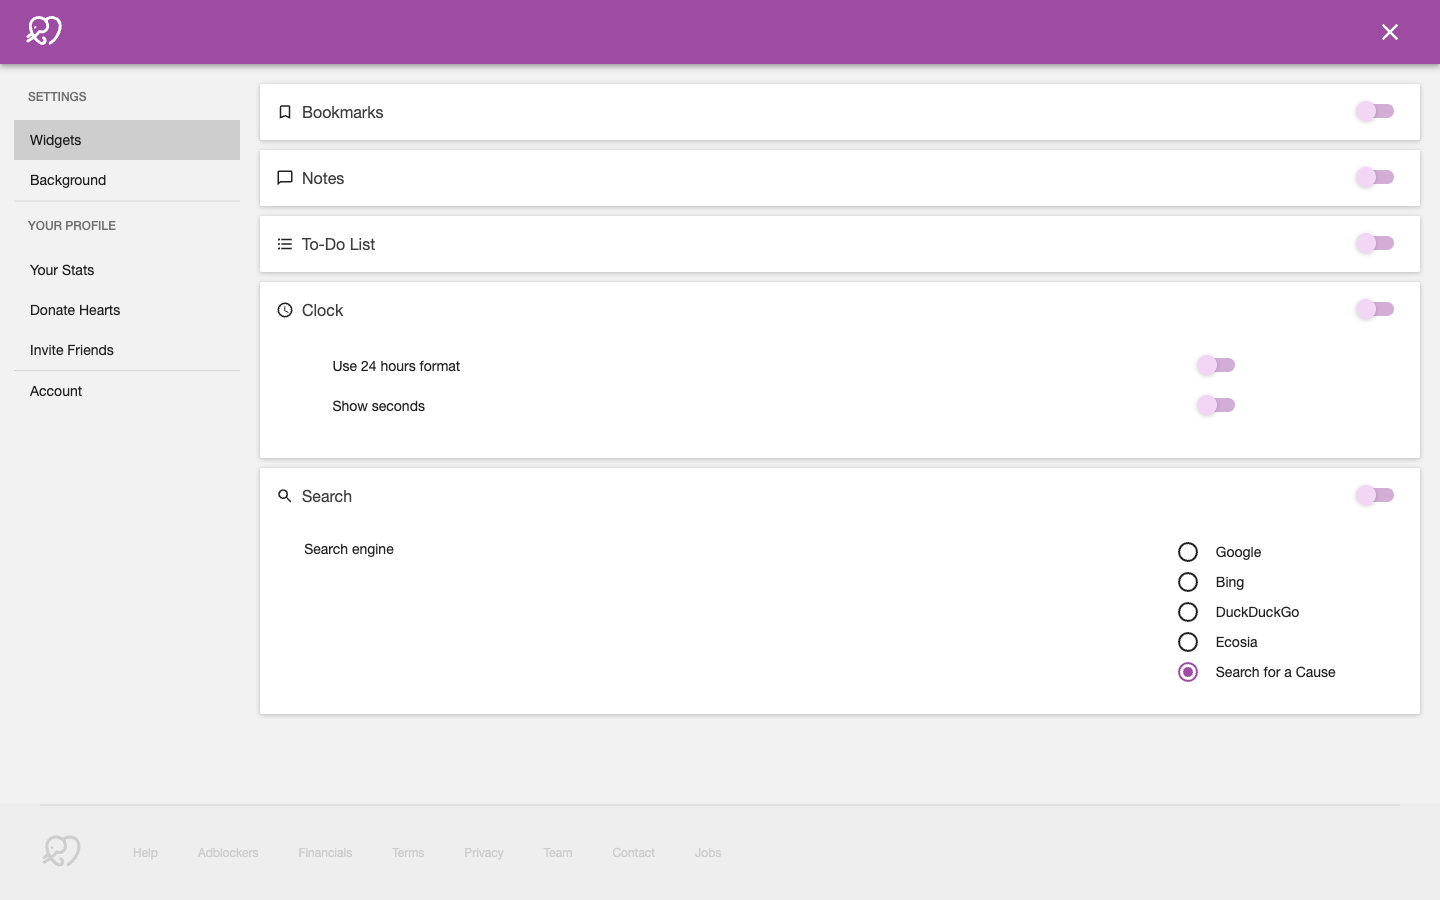 SETTINGS
Widgets
Background
YOUR PROFILE
Your Stats
Donate Hearts
Invite Friends
Account
Bookmarks
Notes
To-Do List
Clock
Use 24 hours format
Show seconds
Search
Search engine
Google
Bing
DuckDuckGo
Ecosia
Search for a Cause
Help Adblockers Financials Terms Privacy Team Contact Jobs